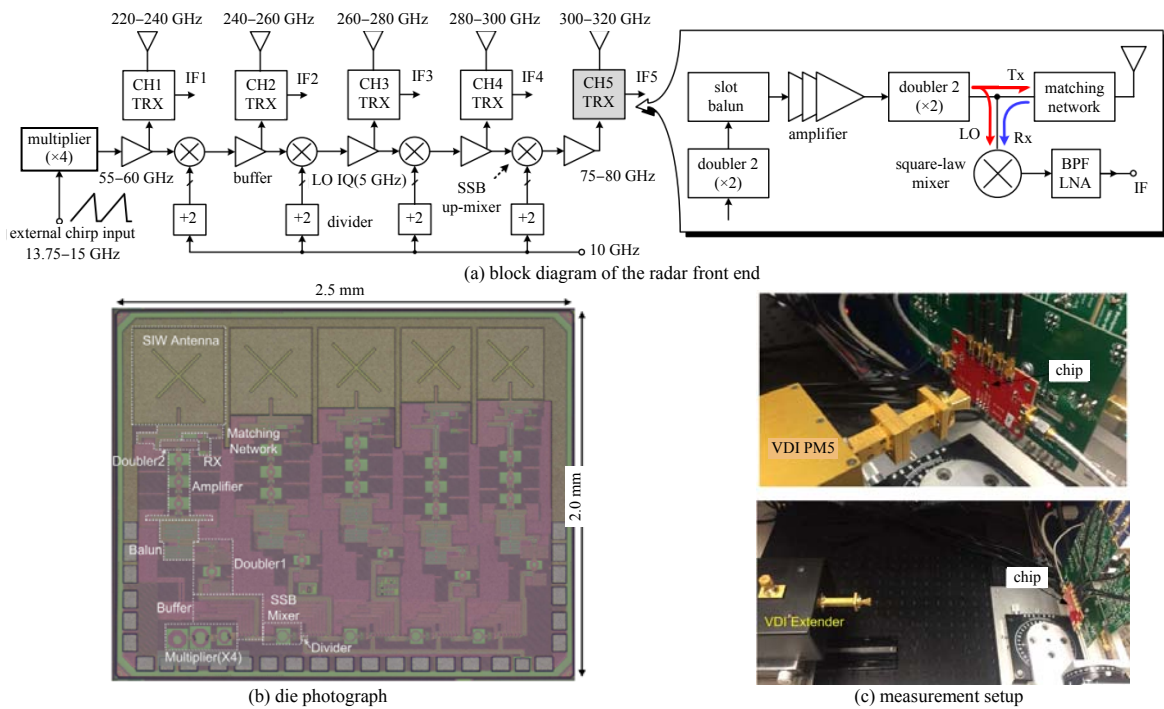 220−240 GHz 240−260 GHz 260−280 GHz 280−300 GHz 300−320 GHz
CH1 TRX
IF1
CH2 TRX
IF2
CH3 TRX
IF3
CH4 TRX
IF4
CH5 TRX
IF5
multiplier
(×4)
55−60 GHz
buffer
LO IQ(5 GHz)
SSB
up-mixer
75−80 GHz
+2
+2
divider
+2
+2
external chirp input
13.75−15 GHz
10 GHz
slot
balun
doubler 2
(×2)
amplifier
doubler 2
(×2)
Tx
LO
Rx
matching
network
square-law
mixer
BPF
LNA
IF
(a) block diagram of the radar front end
2.5 mm
2.0 mm
SIW Antenna
Matching
Network
Doubler2
RX
Amplifier
Balun
Doubler1
Buffer
SSB
Mixer
Divider
Multiplier(X4)
(b) die photograph
chip
VDI PM5
chip
VDI Extender
(c) measurement setup